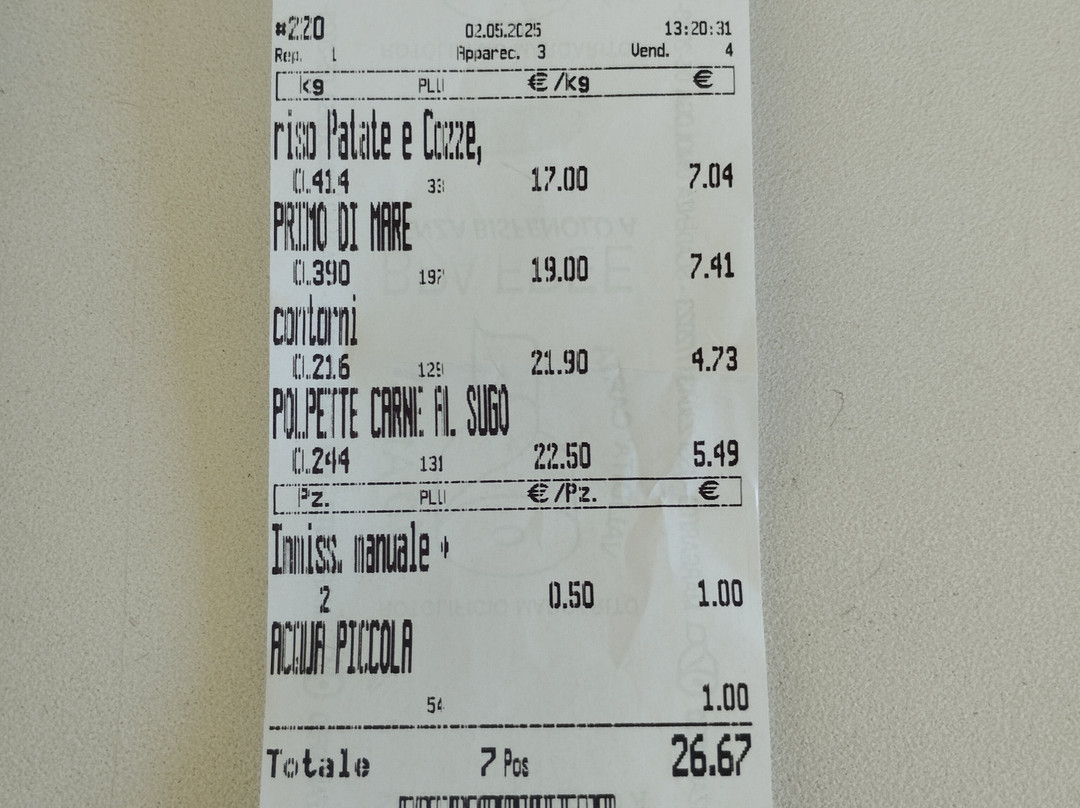 #220 02.05.2025 13:20:31
Rep. 1 Apparec. 3 Vend. 4
kg PLU €/kg €
riso Patate e Cozze,
0.414 33 17.00 7.04
PRIMO DI MARE
0.390 197 19.00 7.41
contorni
0.216 129 21.90 4.73
POLPETTE CARNE AL SUGO
0.244 131 22.50 5.49
Pz. PLU €/Pz. €
Immiss. manuale +
2 0.50 1.00
ACQUA PICCOLA
54 1.00
Totale 7 Pos 26.67